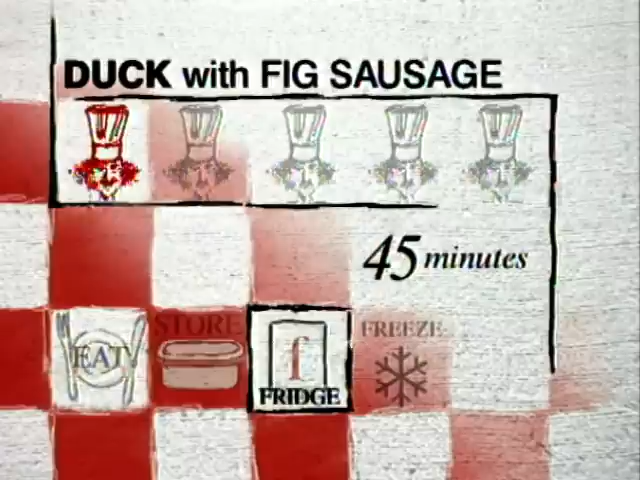 DUCK with FIG SAUSAGE
45 minutes
EAT
STORE
FREEZE
f
FRIDGE